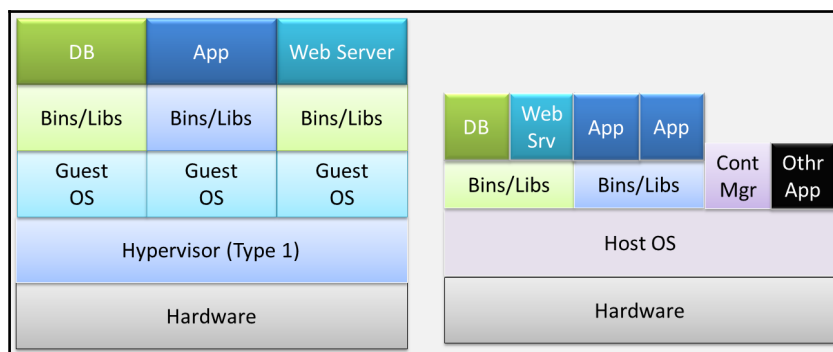 DB App Web Server
Bins/Libs Bins/Libs Bins/Libs
Guest Guest Guest
OS OS OS
Hypervisor (Type 1)
Hardware
DB Web App App
Srv
Bins/Libs Bins/Libs
Cont Othr
Mgr App
Host OS
Hardware